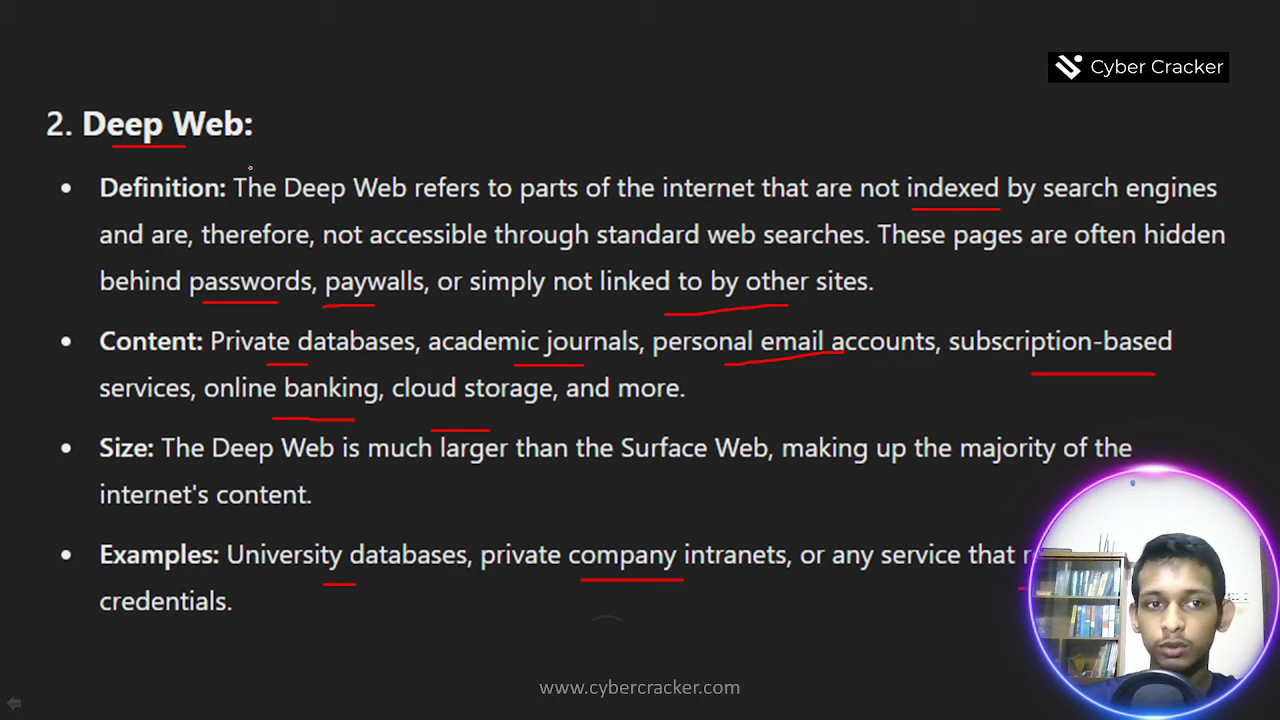 Cyber Cracker
2. Deep Web:
• Definition: The Deep Web refers to parts of the internet that are not indexed by search engines
and are, therefore, not accessible through standard web searches. These pages are often hidden
behind passwords, paywalls, or simply not linked to by other sites.
• Content: Private databases, academic journals, personal email accounts, subscription-based
services, online banking, cloud storage, and more.
• Size: The Deep Web is much larger than the Surface Web, making up the majority of the
internet's content.
• Examples: University databases, private company intranets, or any service that
credentials.
www.cybercracker.com